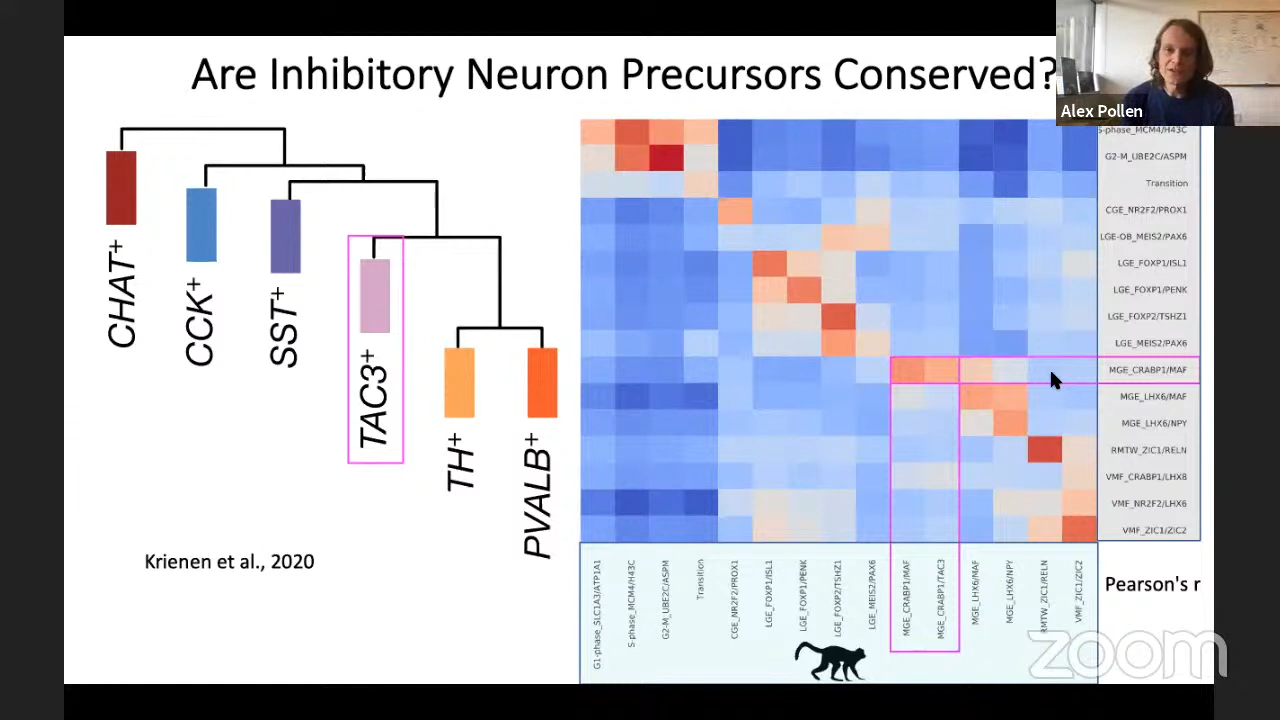 Are Inhibitory Neuron Precursors Conserved?
Alex Pollen
CHAT+
CCK+
SST+
TAC3+
TH+
PVALB+
Krienen et al., 2020
S-phase_MCM4/H43C
G2-M_UBE2C/ASPM
Transition
CGE_NR2F2/PROX1
LGE-OB_MEIS2/PAX6
LGE_FOXP1/ISL1
LGE_FOXP1/PENK
LGE_FOXP2/TSHZ1
LGE_MEIS2/PAX6
MGE_CRABP1/MAF
MGE_LHX6/MAF
MGE_LHX6/NPY
RMTW_ZIC1/RELN
VMF_CRABP1/LHX8
VMF_NR2F2/LHX6
VMF_ZIC1/ZIC2
G1-phase_SLC1A3/ATP1A1
S-phase_MCM4/H43C
G2-M_UBE2C/ASPM
Transition
CGE_NR2F2/PROX1
LGE_FOXP1/ISL1
LGE_FOXP1/PENK
LGE_FOXP2/TSHZ1
LGE_MEIS2/PAX6
MGE_CRABP1/MAF
MGE_CRABP1/TAC3
MGE_LHX6/MAF
MGE_LHX6/NPY
RMTW_ZIC1/RELN
VMF_ZIC1/ZIC2
Pearson's r
zoom